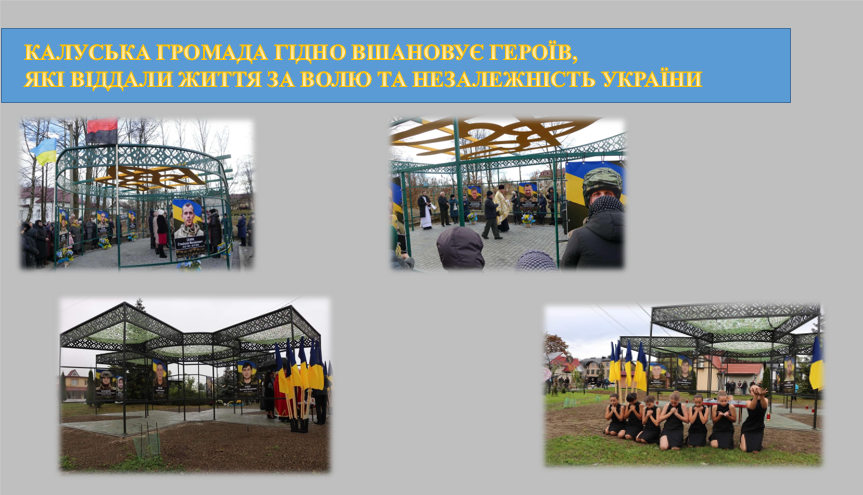 КАЛУСЬКА ГРОМАДА ГІДНО ВШАНОВУЄ ГЕРОЇВ,
ЯКІ ВІДДАЛИ ЖИТТЯ ЗА ВОЛЮ ТА НЕЗАЛЕЖНІСТЬ УКРАЇНИ